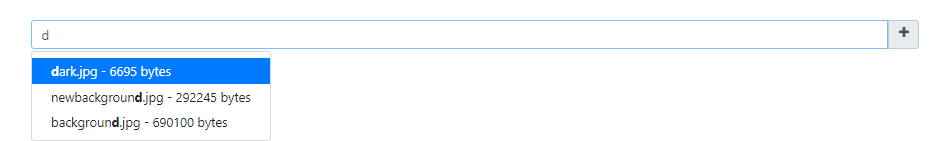 d
dark.jpg - 6695 bytes
newbackground.jpg - 292245 bytes
background.jpg - 690100 bytes